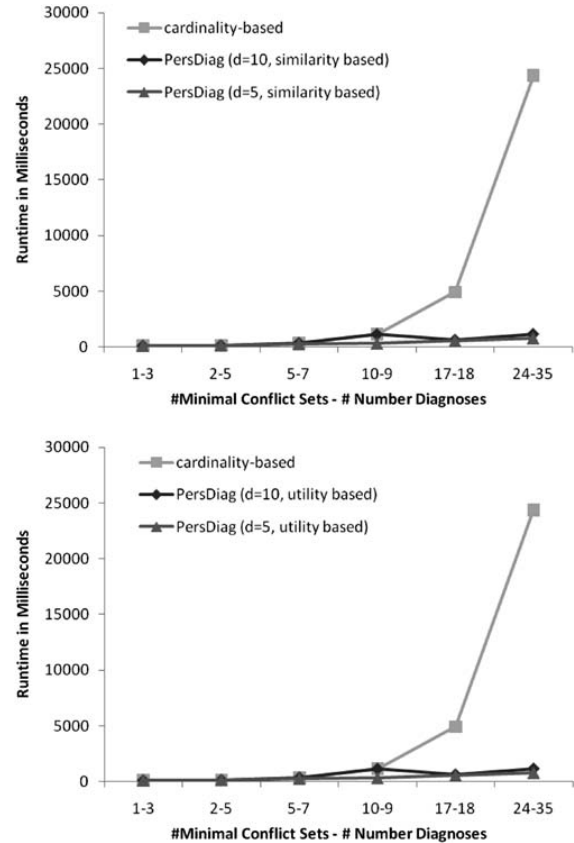 30000
cardinality-based
25000
PersDiag (d=10, similarity based)
PersDiag (d=5, similarity based)
20000
15000
10000
5000
0
Runtime in Milliseconds
1-3 2-5 5-7 10-9 17-18 24-35
#Minimal Conflict Sets - # Number Diagnoses
30000
cardinality-based
25000
PersDiag (d=10, utility based)
PersDiag (d=5, utility based)
20000
15000
10000
5000
0
Runtime in Milliseconds
1-3 2-5 5-7 10-9 17-18 24-35
#Minimal Conflict Sets - # Number Diagnoses